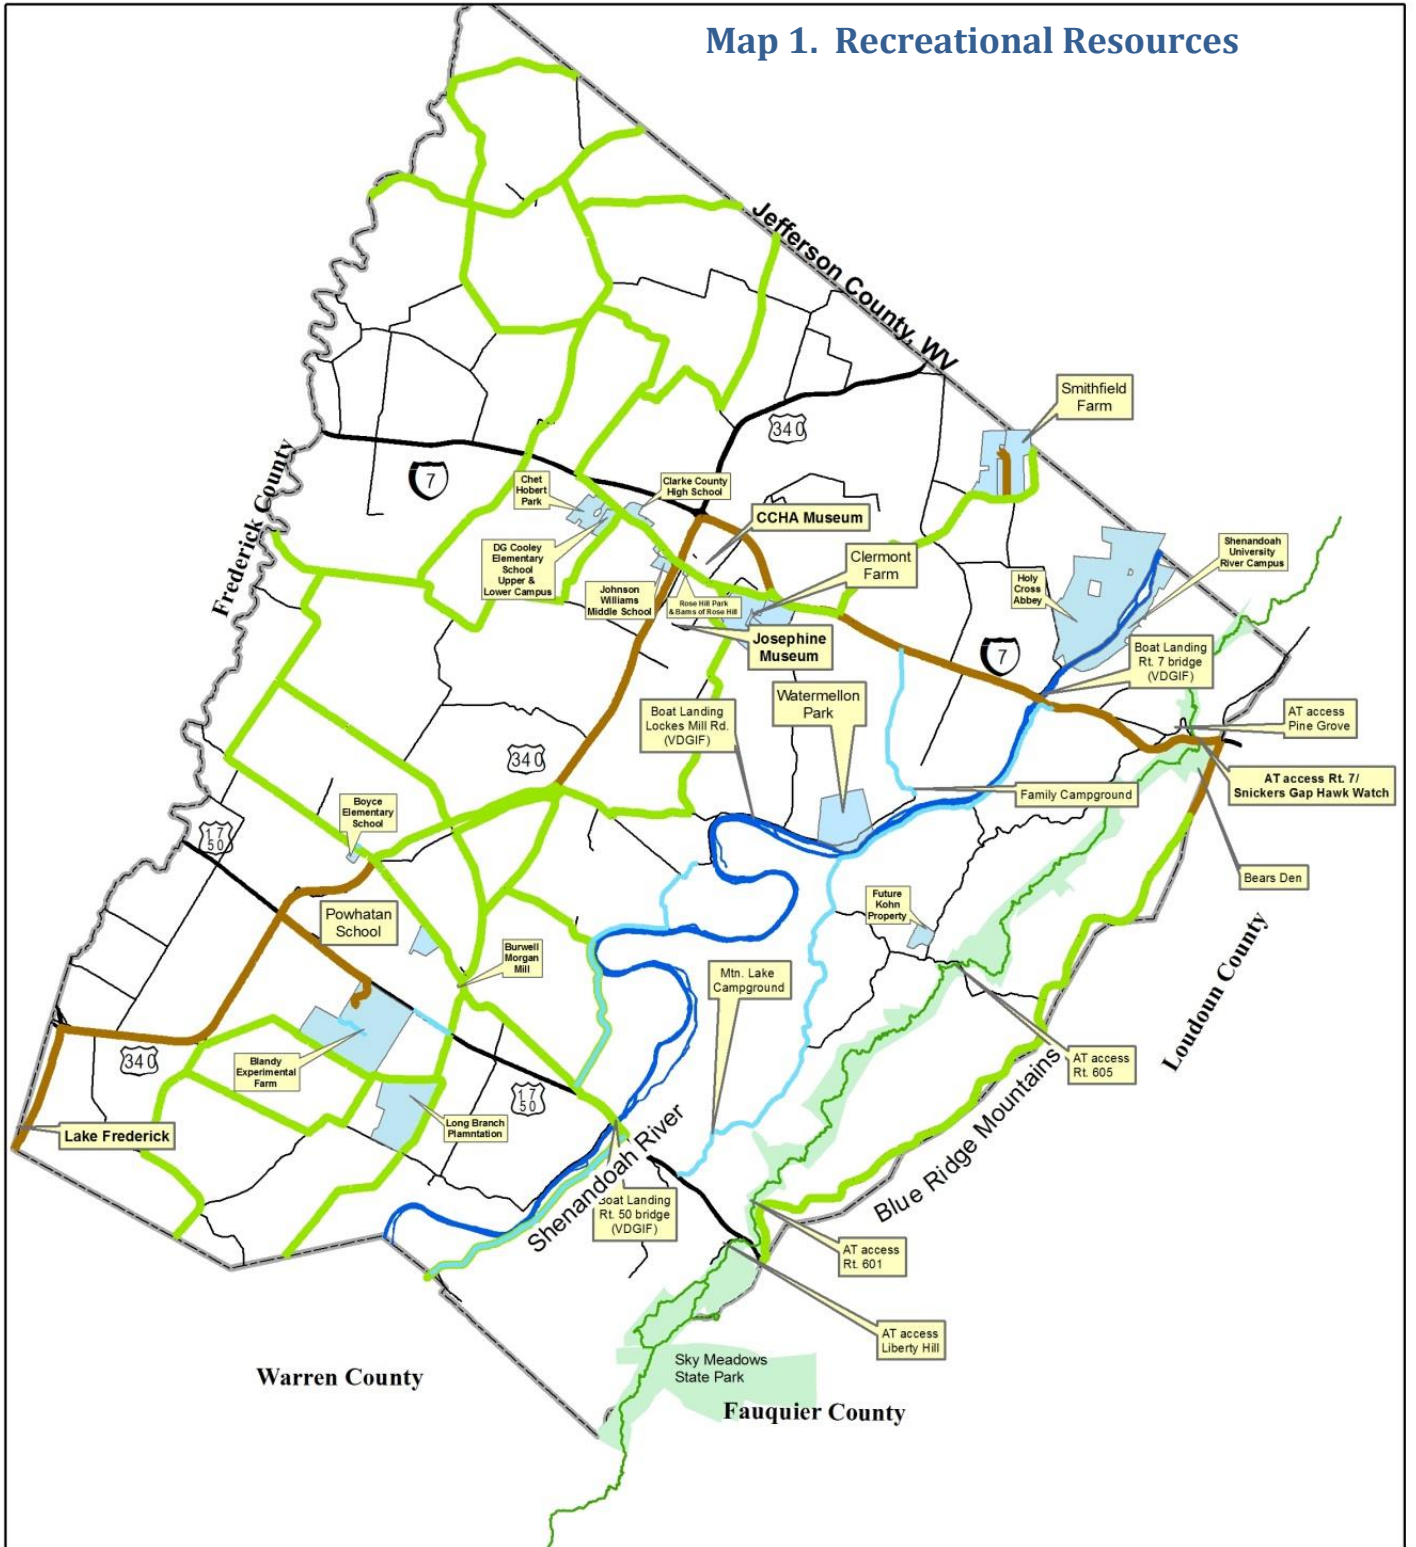 Map 1. Recreational Resources
Jefferson County, WV
Smithfield
Farm
340
Frederick County
7
Chet
Hobert
Park
Clarke County
High School
CCHA Museum
DG Cooley
Elementary
School
Upper &
Lower Campus
Clermont
Farm
Shenandoah
University
River Campus
Holy
Cross
Abbey
Johnson
Williams
Middle School
Rose Hill Park
& Barns of Rose Hill
Josephine
Museum
7
Boat Landing
Rt. 7 bridge
(VDGIF)
Watermellon
Park
Boat Landing
Lockes Mill Rd.
(VDGIF)
AT access
Pine Grove
340
AT access Rt. 7/
Snickers Gap Hawk Watch
Family Campground
Boyce
Elementary
School
17
50
Bears Den
Future
Kohn
Property
Powhatan
School
Burwell
Morgan
Mill
Mtn. Lake
Campground
Loudoun County
340
Blandy
Experimental
Farm
AT access
Rt. 605
17
50
Long Branch
Plamntation
Lake Frederick
Shenandoah River
Blue Ridge Mountains
Boat Landing
Rt. 50 bridge
(VDGIF)
AT access
Rt. 601
AT access
Liberty Hill
Sky Meadows
State Park
Warren County
Fauquier County